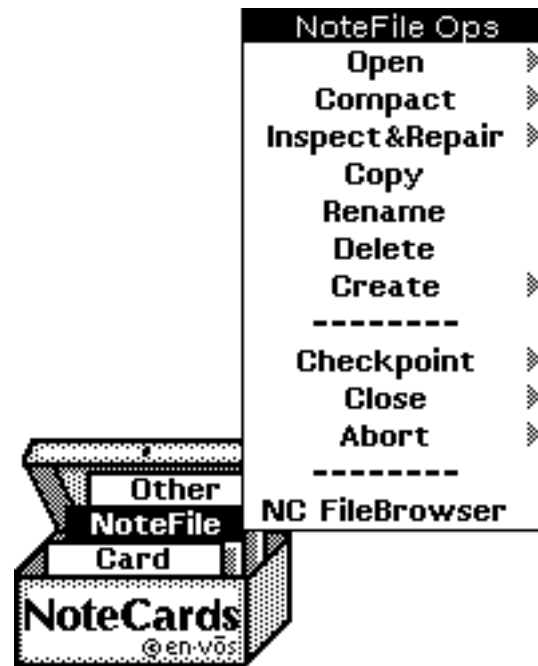 NoteFile Ops
Open
Compact
Inspect&Repair
Copy
Rename
Delete
Create
--------
Checkpoint
Close
Abort
--------
NC FileBrowser
Other
NoteFile
Card
NoteCards
©en·vōs